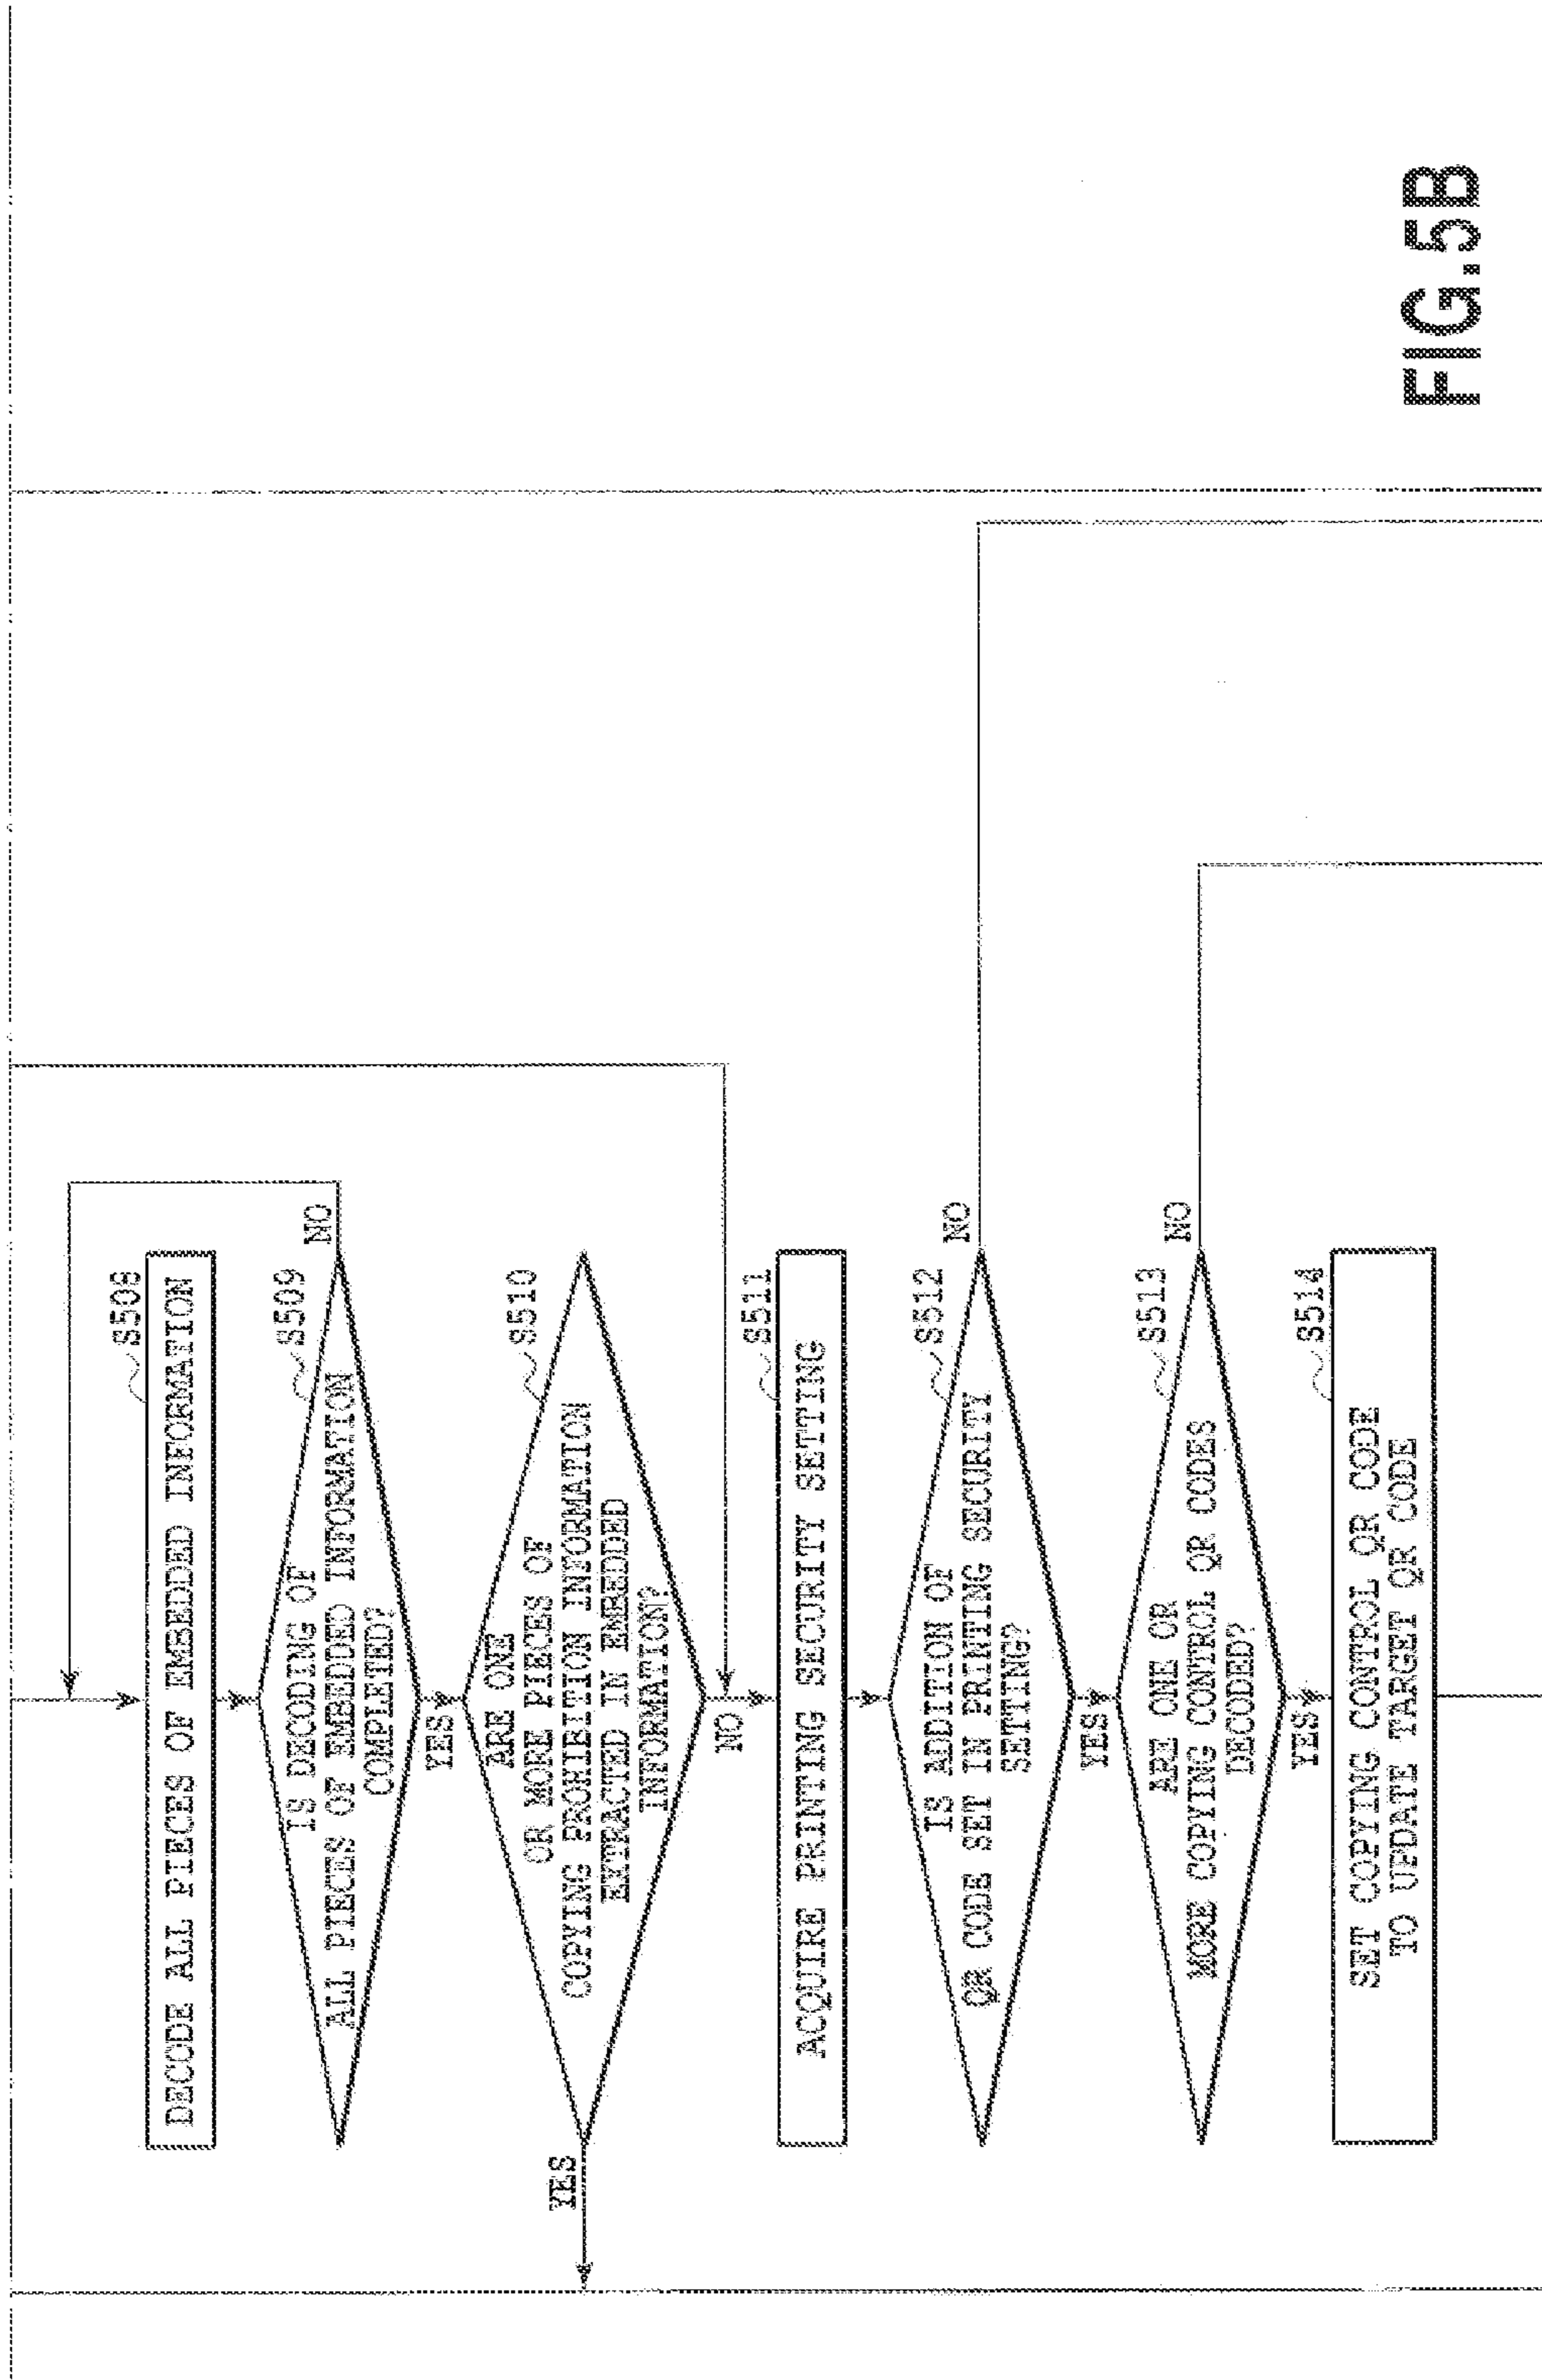 S508
DECODE ALL PIECES OF EMBEDDED INFORMATION
S509
IS DECODING OF
ALL PIECES OF EMBEDDED INFORMATION
COMPLETED?
NO
YES
S510
ARE ONE
OR MORE PIECES OF
COPYING PROHIBITION INFORMATION
EXTRACTED IN EMBEDDED
INFORMATION?
YES
NO
S511
ACQUIRE PRINTING SECURITY SETTING
S512
IS ADDITION OF
QR CODE SET IN PRINTING SECURITY
SETTING?
NO
YES
S513
ARE ONE OR
MORE COPYING CONTROL QR CODES
DECODED?
NO
YES
S514
SET COPYING CONTROL QR CODE
TO UPDATE TARGET QR CODE
FIG.5B